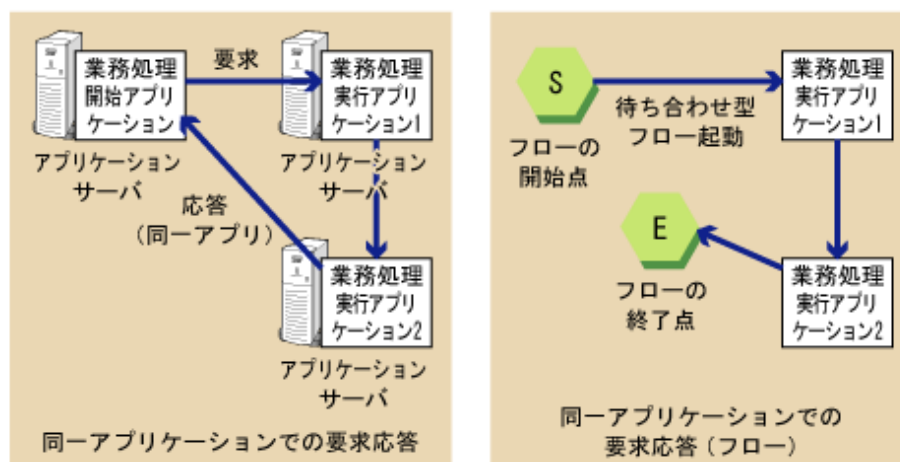 業務処理
開始アプリ
ケーション
アプリケーション
サーバ
要求
業務処理
実行アプリ
ケーション1
アプリケーション
サーバ
応答
（同一アプリ）
業務処理
実行アプリ
ケーション2
アプリケーション
サーバ
同一アプリケーションでの要求応答
S
フローの
開始点
待ち合わせ型
フロー起動
業務処理
実行アプリ
ケーション1
E
フローの
終了点
業務処理
実行アプリ
ケーション2
同一アプリケーションでの
要求応答（フロー）